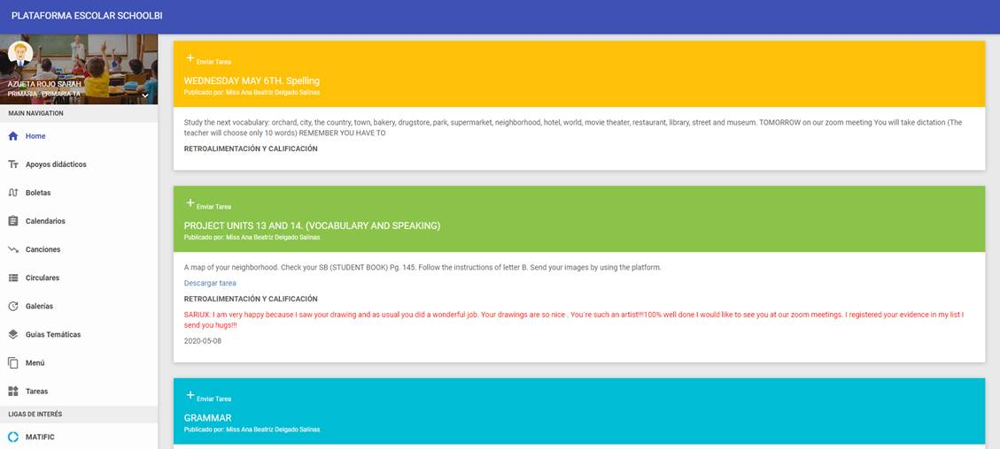 PLATAFORMA ESCOLAR SCHOOLBI
AZUETA ROJO SARAH
PRIMARIA - PRIMARIA-1A
MAIN NAVIGATION
Home
Apoyos didácticos
Boletas
Calendarios
Canciones
Circulares
Galerías
Guías Temáticas
Menú
Tareas
LIGAS DE INTERÉS
MATIFIC
Enviar Tarea
WEDNESDAY MAY 6TH. Spelling
Publicado por: Miss Ana Beatriz Delgado Salinas
Study the next vocabulary: orchard, city, the country, town, bakery, drugstore, park, supermarket, neighborhood, hotel, world, movie theater, restaurant, library, street and museum. TOMORROW on our zoom meeting You will take dictation (The
teacher will choose only 10 words) REMEMBER YOU HAVE TO
RETROALIMENTACIÓN Y CALIFICACIÓN
Enviar Tarea
PROJECT UNITS 13 AND 14. (VOCABULARY AND SPEAKING)
Publicado por: Miss Ana Beatriz Delgado Salinas
A map of your neighborhood. Check your SB (STUDENT BOOK) Pg. 145. Follow the instructions of letter B. Send your images by using the platform.
Descargar tarea
RETROALIMENTACIÓN Y CALIFICACIÓN
SARIUX: I am very happy because I saw your drawing and as usual you did a wonderful job. Your drawings are so nice . You´re such an artist!!!100% well done I would like to see you at our zoom meetings. I registered your evidence in my list I
send you hugs!!!
2020-05-08
Enviar Tarea
GRAMMAR
Publicado por: Miss Ana Beatriz Delgado Salinas